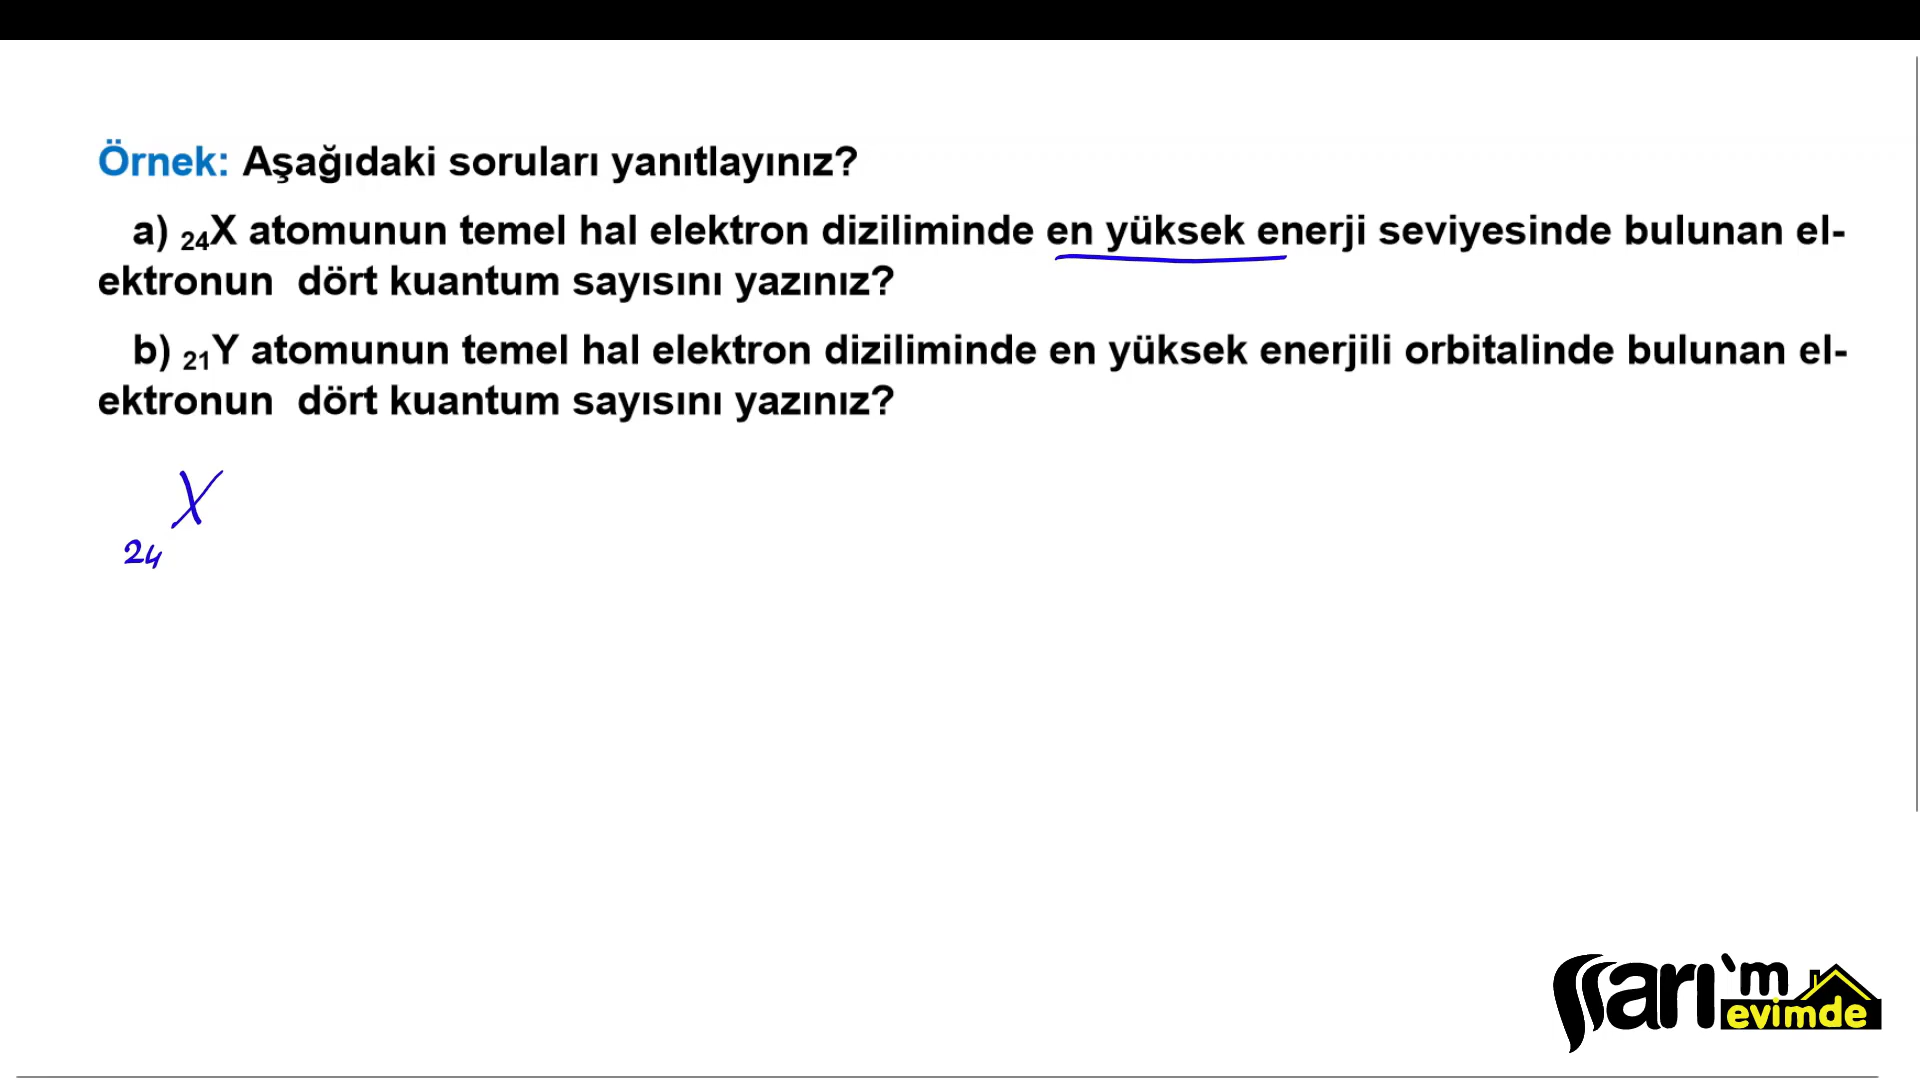 Örnek: Aşağıdaki soruları yanıtlayınız?
a) 24X atomunun temel hal elektron diziliminde en yüksek enerji seviyesinde bulunan el-
ektronun dört kuantum sayısını yazınız?
b) 21Y atomunun temel hal elektron diziliminde en yüksek enerjili orbitalinde bulunan el-
ektronun dört kuantum sayısını yazınız?
X
24
sarı'm
evimde